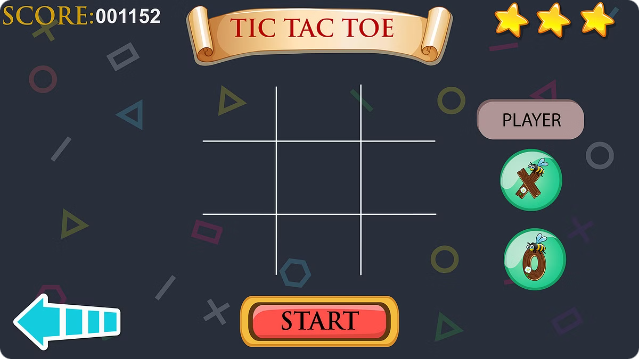 SCORE:001152
TIC TAC TOE
PLAYER
X
O
START